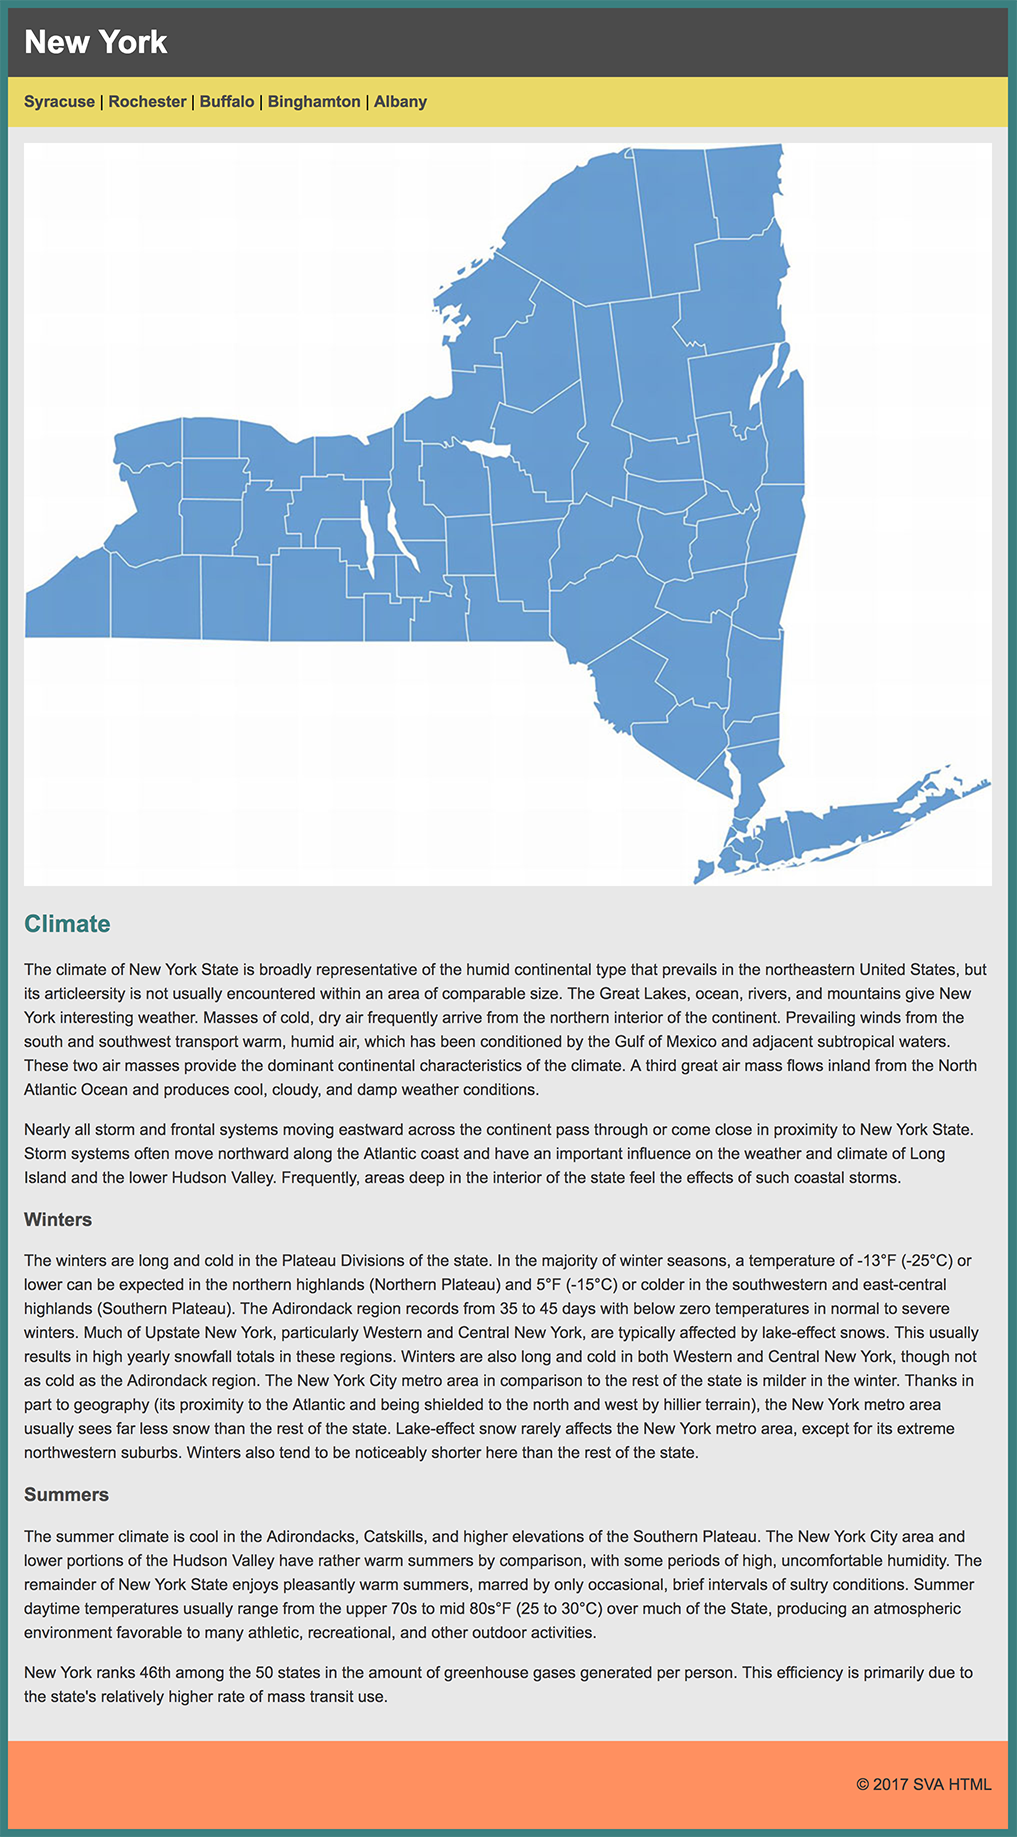 New York
Syracuse | Rochester | Buffalo | Binghamton | Albany
Climate
The climate of New York State is broadly representative of the humid continental type that prevails in the northeastern United States, but
its articleersity is not usually encountered within an area of comparable size. The Great Lakes, ocean, rivers, and mountains give New
York interesting weather. Masses of cold, dry air frequently arrive from the northern interior of the continent. Prevailing winds from the
south and southwest transport warm, humid air, which has been conditioned by the Gulf of Mexico and adjacent subtropical waters.
These two air masses provide the dominant continental characteristics of the climate. A third great air mass flows inland from the North
Atlantic Ocean and produces cool, cloudy, and damp weather conditions.
Nearly all storm and frontal systems moving eastward across the continent pass through or come close in proximity to New York State.
Storm systems often move northward along the Atlantic coast and have an important influence on the weather and climate of Long
Island and the lower Hudson Valley. Frequently, areas deep in the interior of the state feel the effects of such coastal storms.
Winters
The winters are long and cold in the Plateau Divisions of the state. In the majority of winter seasons, a temperature of -13°F (-25°C) or
lower can be expected in the northern highlands (Northern Plateau) and 5°F (-15°C) or colder in the southwestern and east-central
highlands (Southern Plateau). The Adirondack region records from 35 to 45 days with below zero temperatures in normal to severe
winters. Much of Upstate New York, particularly Western and Central New York, are typically affected by lake-effect snows. This usually
results in high yearly snowfall totals in these regions. Winters are also long and cold in both Western and Central New York, though not
as cold as the Adirondack region. The New York City metro area in comparison to the rest of the state is milder in the winter. Thanks in
part to geography (its proximity to the Atlantic and being shielded to the north and west by hillier terrain), the New York metro area
usually sees far less snow than the rest of the state. Lake-effect snow rarely affects the New York metro area, except for its extreme
northwestern suburbs. Winters also tend to be noticeably shorter here than the rest of the state.
Summers
The summer climate is cool in the Adirondacks, Catskills, and higher elevations of the Southern Plateau. The New York City area and
lower portions of the Hudson Valley have rather warm summers by comparison, with some periods of high, uncomfortable humidity. The
remainder of New York State enjoys pleasantly warm summers, marred by only occasional, brief intervals of sultry conditions. Summer
daytime temperatures usually range from the upper 70s to mid 80s°F (25 to 30°C) over much of the State, producing an atmospheric
environment favorable to many athletic, recreational, and other outdoor activities.
New York ranks 46th among the 50 states in the amount of greenhouse gases generated per person. This efficiency is primarily due to
the state's relatively higher rate of mass transit use.
© 2017 SVA HTML